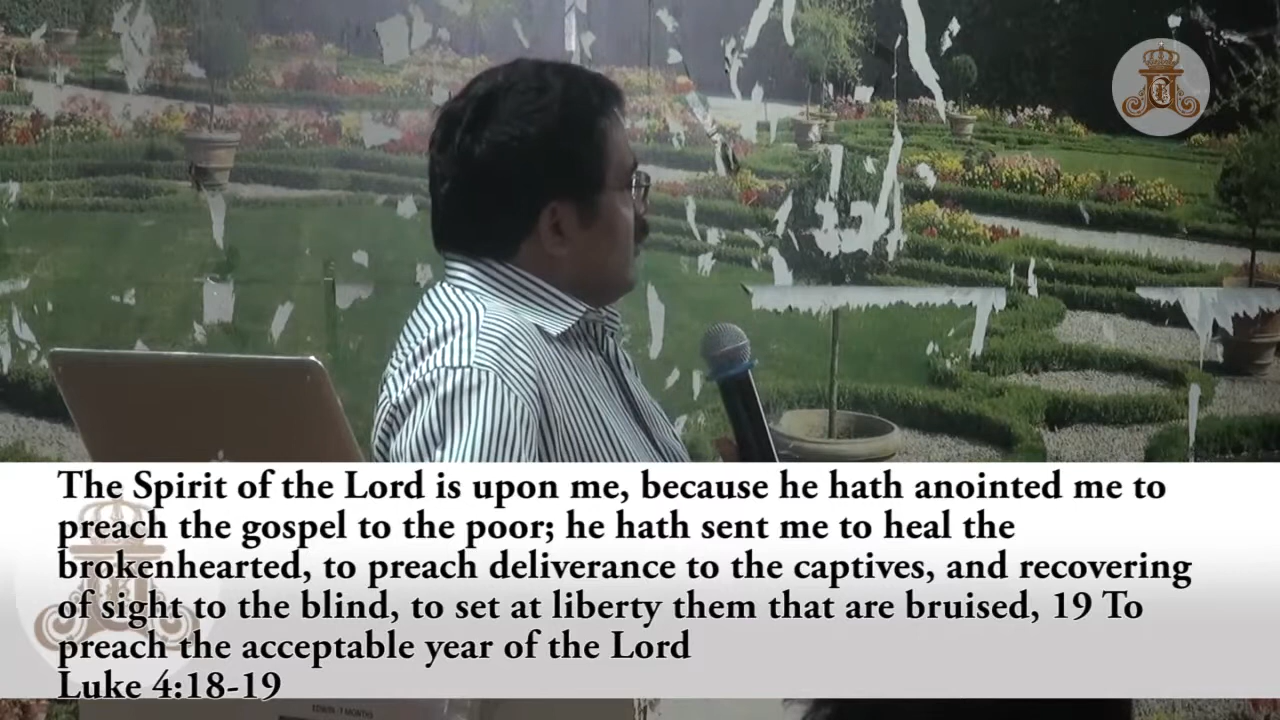 The Spirit of the Lord is upon me, because he hath anointed me to
preach the gospel to the poor; he hath sent me to heal the
brokenhearted, to preach deliverance to the captives, and recovering
of sight to the blind, to set at liberty them that are bruised, 19 To
preach the acceptable year of the Lord
Luke 4:18-19